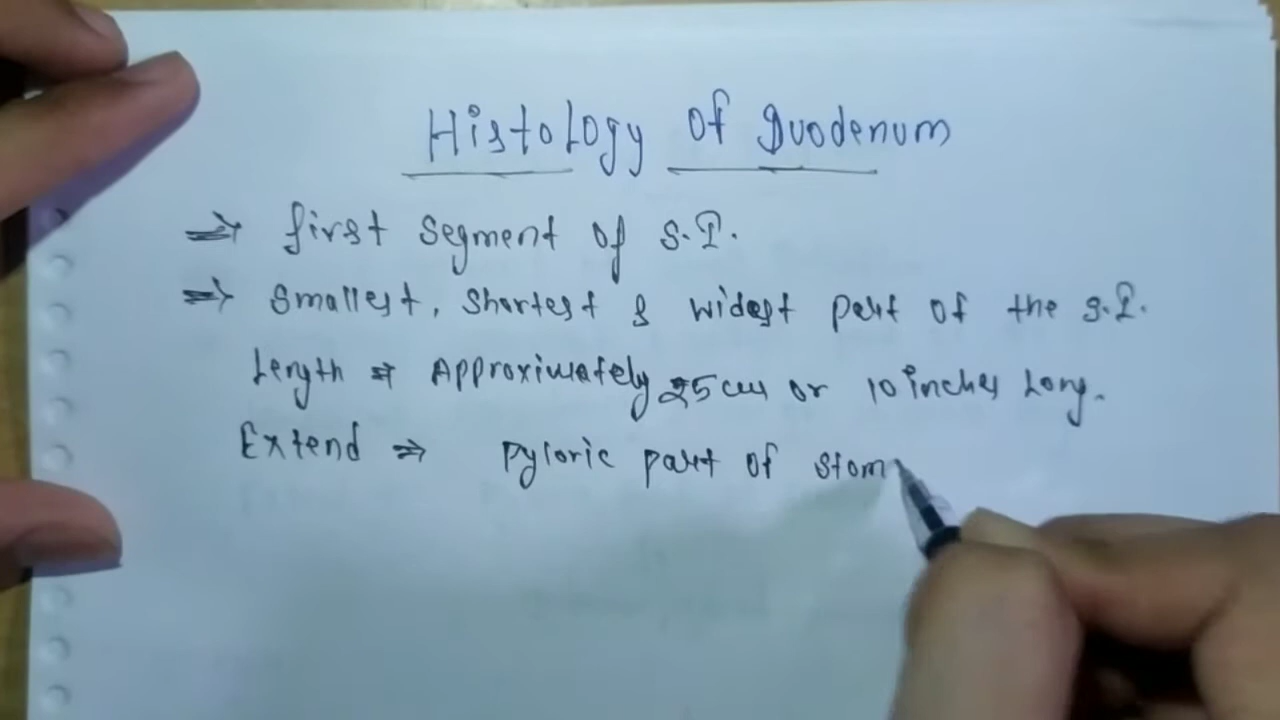 Histology of Duodenum
⇒ first segment of S.I.
⇒ Smallest, shortest & widest part of the S.I.
Length ⇒ Approximately 25 cm or 10 inches Long.
Extend ⇒ Pyloric part of stom